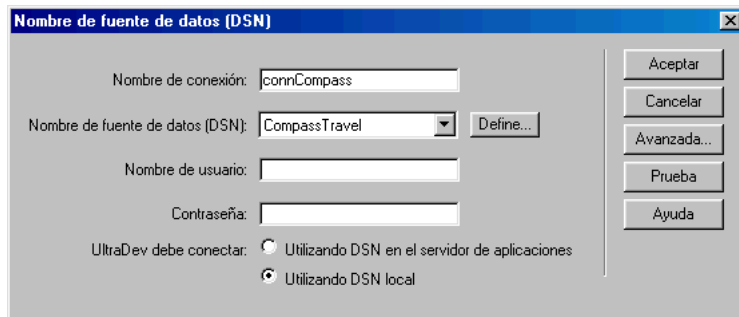 Nombre de fuente de datos (DSN)
Nombre de conexión: connCompass
Nombre de fuente de datos (DSN): CompassTravel Define...
Nombre de usuario:
Contraseña:
UltraDev debe conectar: Utilizando DSN en el servidor de aplicaciones
Utilizando DSN local
Aceptar
Cancelar
Avanzada...
Prueba
Ayuda